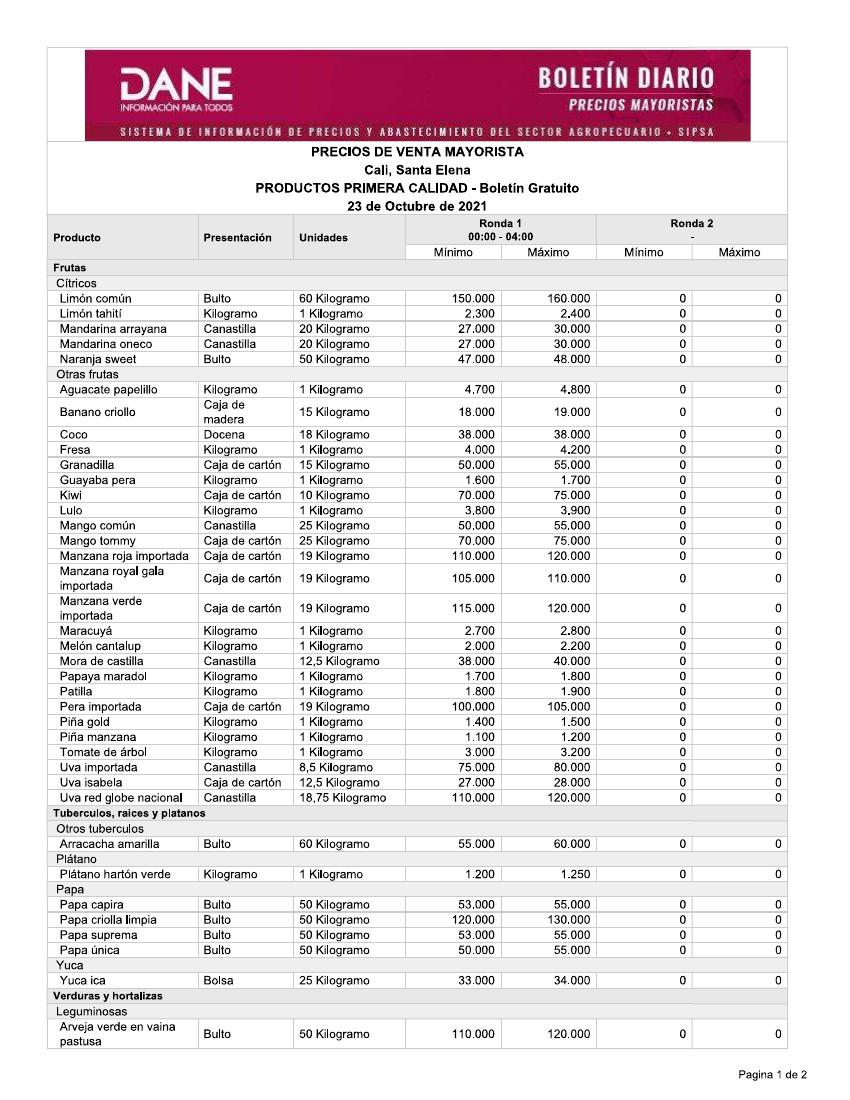 DANE
INFORMACIÓN PARA TODOS
BOLETÍN DIARIO
PRECIOS MAYORISTAS
SISTEMA DE INFORMACIÓN DE PRECIOS Y ABASTECIMIENTO DEL SECTOR AGROPECUARIO • SIPSA
PRECIOS DE VENTA MAYORISTA
Cali, Santa Elena
PRODUCTOS PRIMERA CALIDAD - Boletín Gratuito
23 de Octubre de 2021
Producto Presentación Unidades Ronda 1 00:00 - 04:00 Ronda 2 -
Mínimo Máximo Mínimo Máximo
Frutas
Cítricos
Limón común Bulto 60 Kilogramo 150.000 160.000 0 0
Limón tahití Kilogramo 1 Kilogramo 2.300 2.400 0 0
Mandarina arrayana Canastilla 20 Kilogramo 27.000 30.000 0 0
Mandarina oneco Canastilla 20 Kilogramo 27.000 30.000 0 0
Naranja sweet Bulto 50 Kilogramo 47.000 48.000 0 0
Otras frutas
Aguacate papelillo Kilogramo 1 Kilogramo 4.700 4.800 0 0
Banano criollo Caja de madera 15 Kilogramo 18.000 19.000 0 0
Coco Docena 18 Kilogramo 38.000 38.000 0 0
Fresa Kilogramo 1 Kilogramo 4.000 4.200 0 0
Granadilla Caja de cartón 15 Kilogramo 50.000 55.000 0 0
Guayaba pera Kilogramo 1 Kilogramo 1.600 1.700 0 0
Kiwi Caja de cartón 10 Kilogramo 70.000 75.000 0 0
Lulo Kilogramo 1 Kilogramo 3.800 3.900 0 0
Mango común Canastilla 25 Kilogramo 50.000 55.000 0 0
Mango tommy Caja de cartón 25 Kilogramo 70.000 75.000 0 0
Manzana roja importada Caja de cartón 19 Kilogramo 110.000 120.000 0 0
Manzana royal gala importada Caja de cartón 19 Kilogramo 105.000 110.000 0 0
Manzana verde importada Caja de cartón 19 Kilogramo 115.000 120.000 0 0
Maracuyá Kilogramo 1 Kilogramo 2.700 2.800 0 0
Melón cantalup Kilogramo 1 Kilogramo 2.000 2.200 0 0
Mora de castilla Canastilla 12,5 Kilogramo 38.000 40.000 0 0
Papaya maradol Kilogramo 1 Kilogramo 1.700 1.800 0 0
Patilla Kilogramo 1 Kilogramo 1.800 1.900 0 0
Pera importada Caja de cartón 19 Kilogramo 100.000 105.000 0 0
Piña gold Kilogramo 1 Kilogramo 1.400 1.500 0 0
Piña manzana Kilogramo 1 Kilogramo 1.100 1.200 0 0
Tomate de árbol Kilogramo 1 Kilogramo 3.000 3.200 0 0
Uva importada Canastilla 8,5 Kilogramo 75.000 80.000 0 0
Uva isabela Caja de cartón 12,5 Kilogramo 27.000 28.000 0 0
Uva red globe nacional Canastilla 18,75 Kilogramo 110.000 120.000 0 0
Tuberculos, raices y platanos
Otros tuberculos
Arracacha amarilla Bulto 60 Kilogramo 55.000 60.000 0 0
Plátano
Plátano hartón verde Kilogramo 1 Kilogramo 1.200 1.250 0 0
Papa
Papa capira Bulto 50 Kilogramo 53.000 55.000 0 0
Papa criolla limpia Bulto 50 Kilogramo 120.000 130.000 0 0
Papa suprema Bulto 50 Kilogramo 53.000 55.000 0 0
Papa única Bulto 50 Kilogramo 50.000 55.000 0 0
Yuca
Yuca ica Bolsa 25 Kilogramo 33.000 34.000 0 0
Verduras y hortalizas
Leguminosas
Arveja verde en vaina pastusa Bulto 50 Kilogramo 110.000 120.000 0 0
Pagina 1 de 2